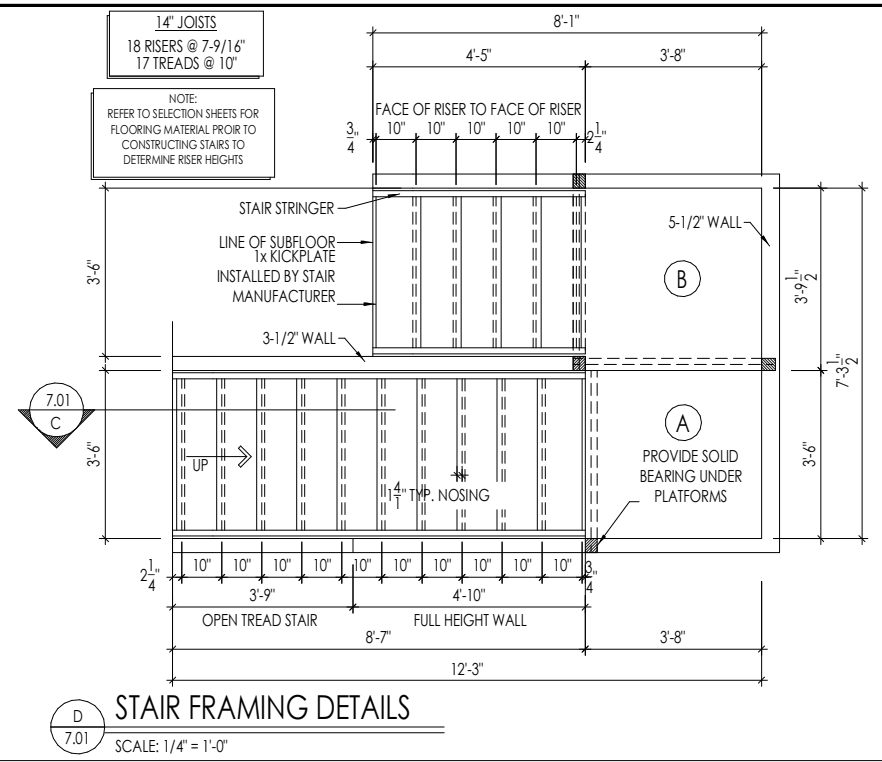 14" JOISTS
18 RISERS @ 7-9/16"
17 TREADS @ 10"
NOTE:
REFER TO SELECTION SHEETS FOR
FLOORING MATERIAL PROIR TO
CONSTRUCTING STAIRS TO
DETERMINE RISER HEIGHTS
8'-1"
4'-5" 3'-8"
FACE OF RISER TO FACE OF RISER
3/4" 10" 10" 10" 10" 10" 2 1/4"
STAIR STRINGER
LINE OF SUBFLOOR
1x KICKPLATE
INSTALLED BY STAIR
MANUFACTURER
3-1/2" WALL
5-1/2" WALL
B
3'-6"
3'-9 1/2"
7'-3 1/2"
7.01
C
3'-6"
UP
1 4/1" TYP. NOSING
A
PROVIDE SOLID
BEARING UNDER
PLATFORMS
3'-6"
2 1/4" 10" 10" 10" 10" 10" 10" 10" 10" 10" 10" 3/4"
3'-9" 4'-10"
OPEN TREAD STAIR FULL HEIGHT WALL
8'-7" 3'-8"
12'-3"
D
7.01
STAIR FRAMING DETAILS
SCALE: 1/4" = 1'-0"